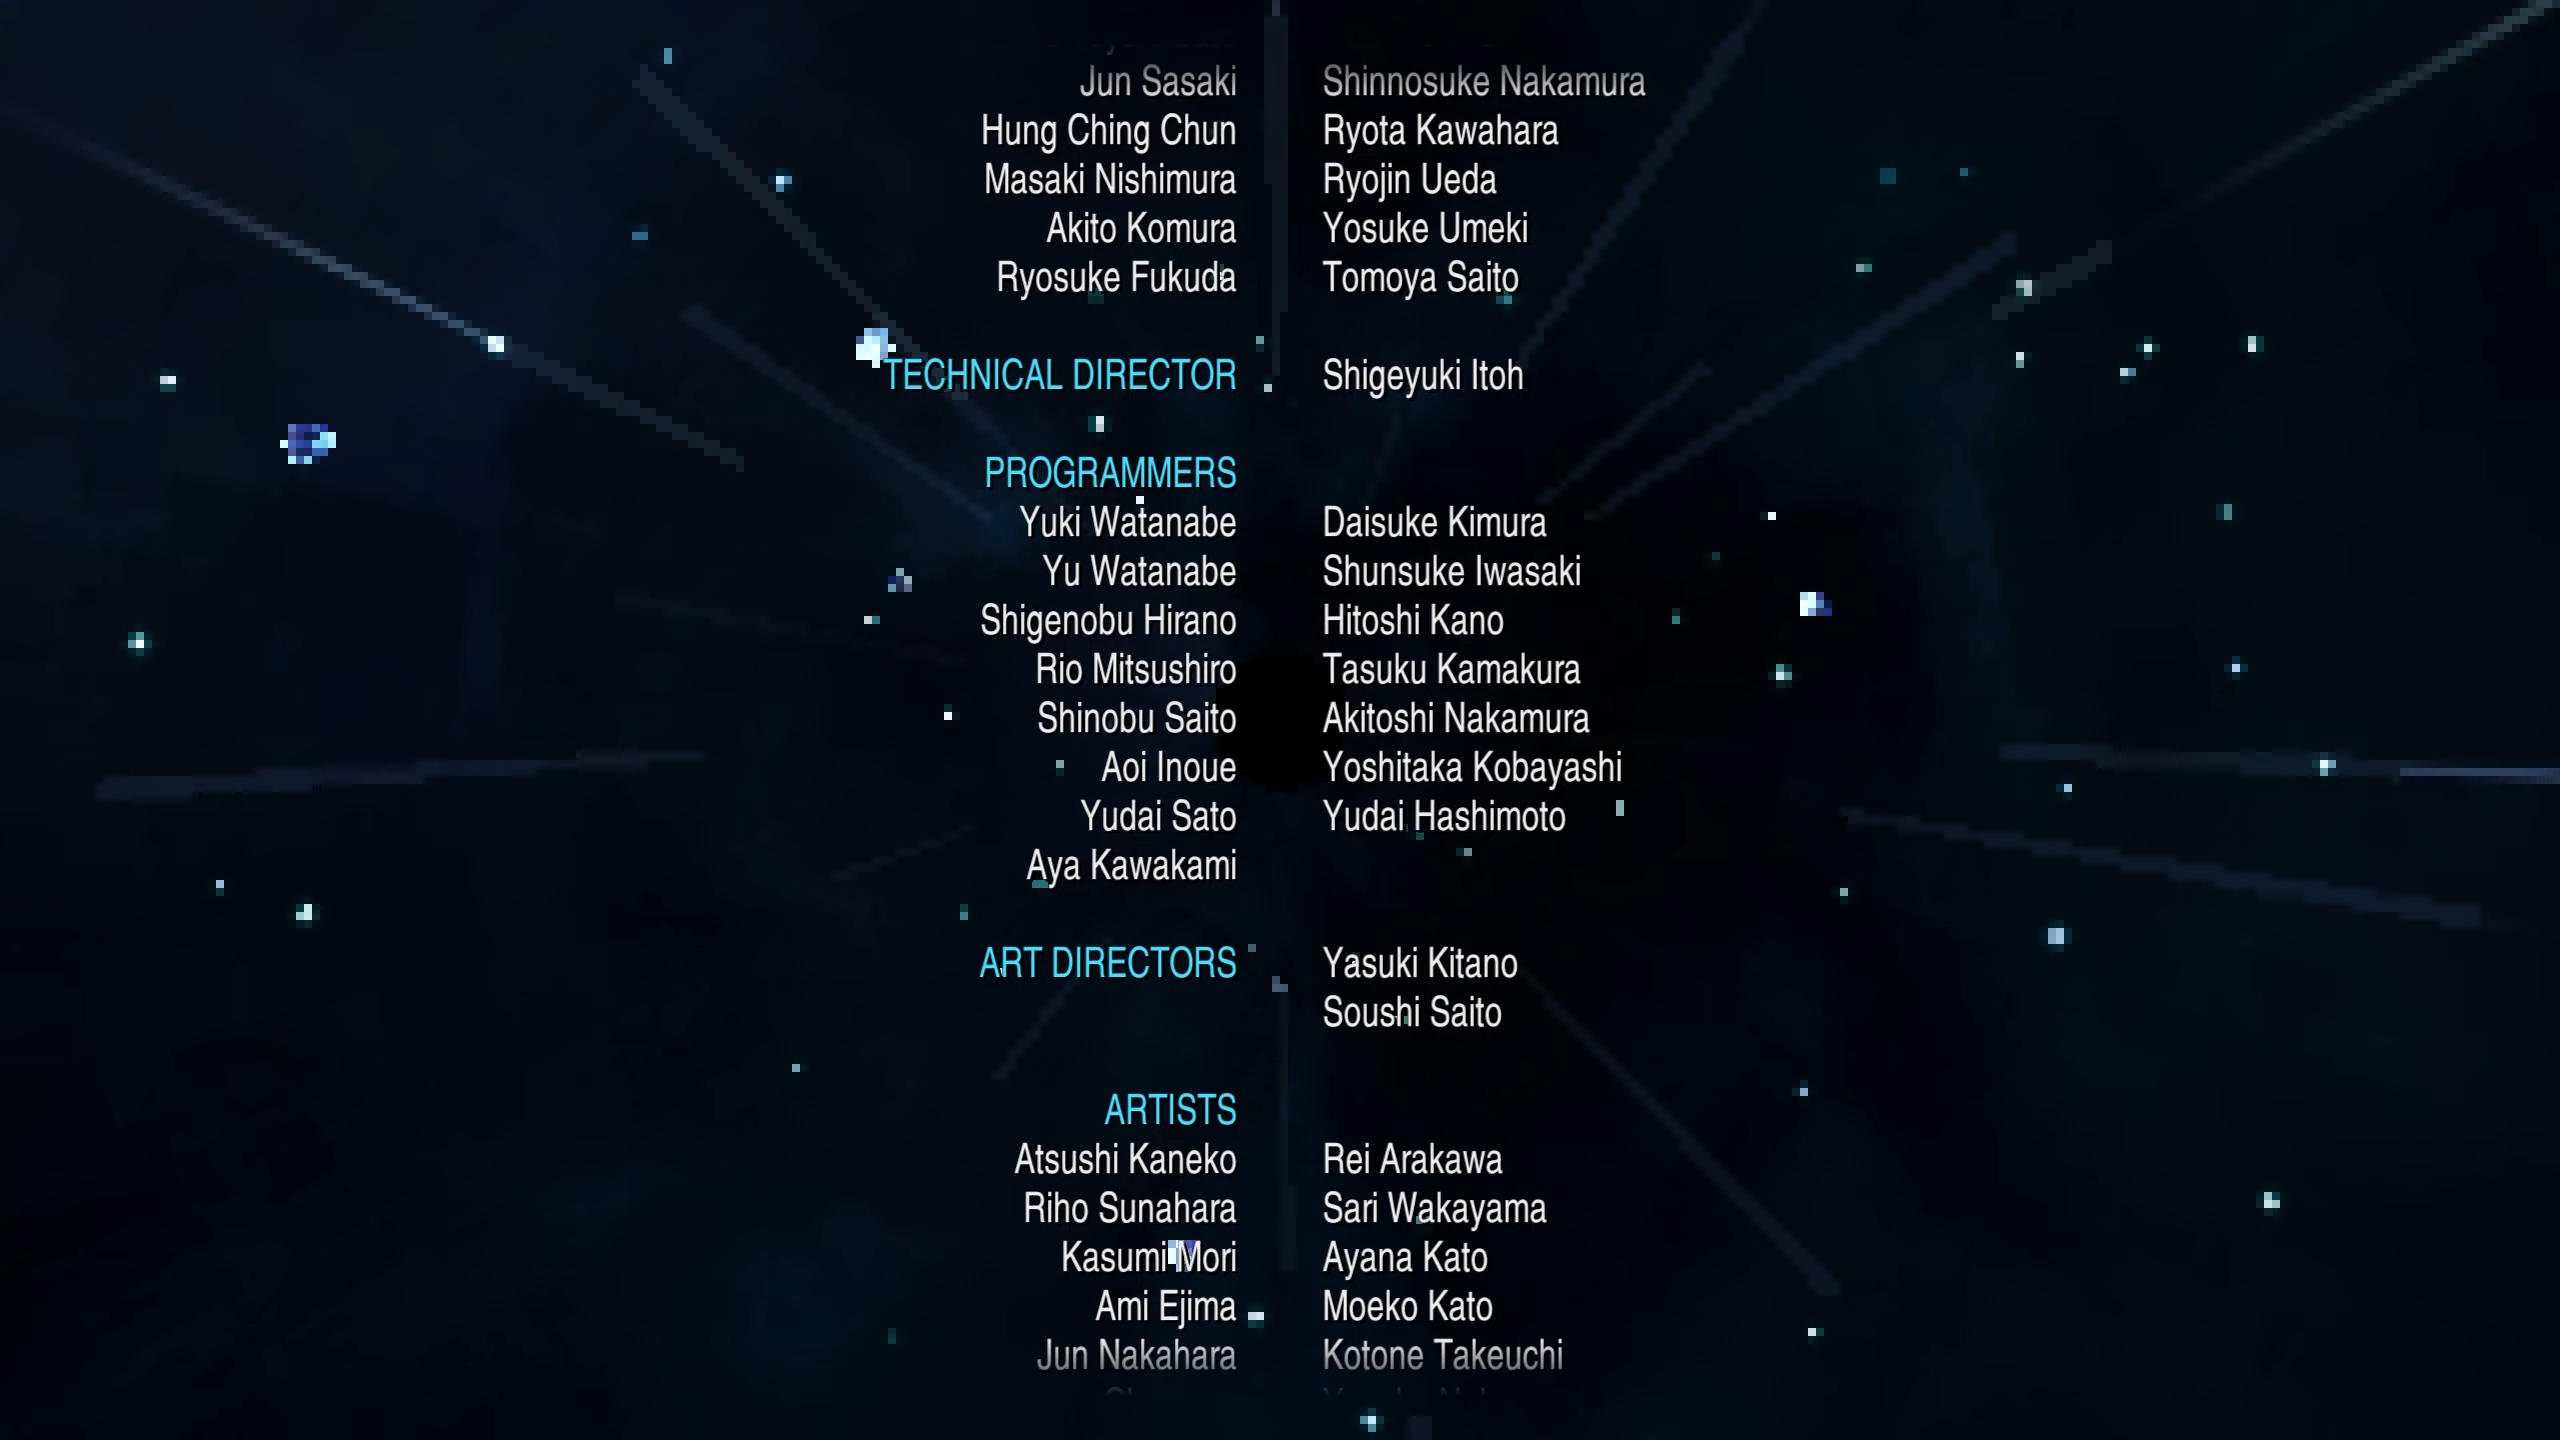 Jun Sasaki Shinnosuke Nakamura
Hung Ching Chun Ryota Kawahara
Masaki Nishimura Ryojin Ueda
Akito Komura Yosuke Umeki
Ryosuke Fukuda Tomoya Saito
TECHNICAL DIRECTOR Shigeyuki Itoh
PROGRAMMERS
Yuki Watanabe Daisuke Kimura
Yu Watanabe Shunsuke Iwasaki
Shigenobu Hirano Hitoshi Kano
Rio Mitsushiro Tasuku Kamakura
Shinobu Saito Akitoshi Nakamura
Aoi Inoue Yoshitaka Kobayashi
Yudai Sato Yudai Hashimoto
Aya Kawakami
ART DIRECTORS Yasuki Kitano
Soushi Saito
ARTISTS
Atsushi Kaneko Rei Arakawa
Riho Sunahara Sari Wakayama
Kasumi Mori Ayana Kato
Ami Ejima Moeko Kato
Jun Nakahara Kotone Takeuchi